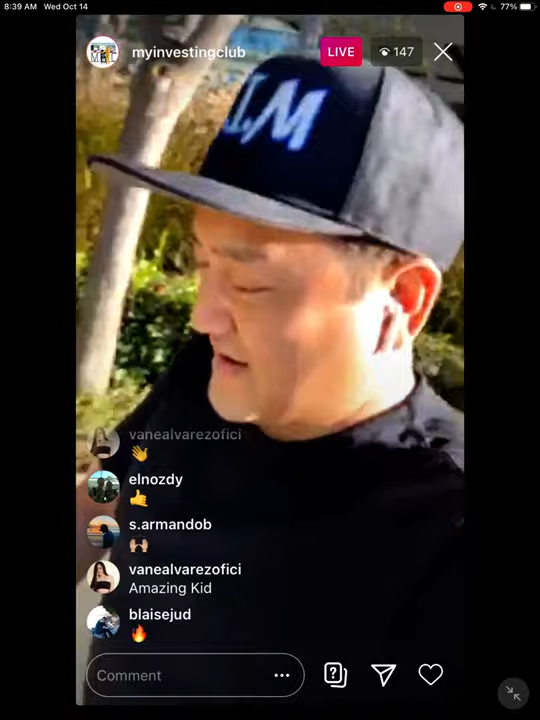 8:39 AM Wed Oct 14
77%
myinvestingclub
LIVE
147
vanealvarezofici
elnozdy
s.armandob
vanealvarezofici
Amazing Kid
blaisejud
Comment